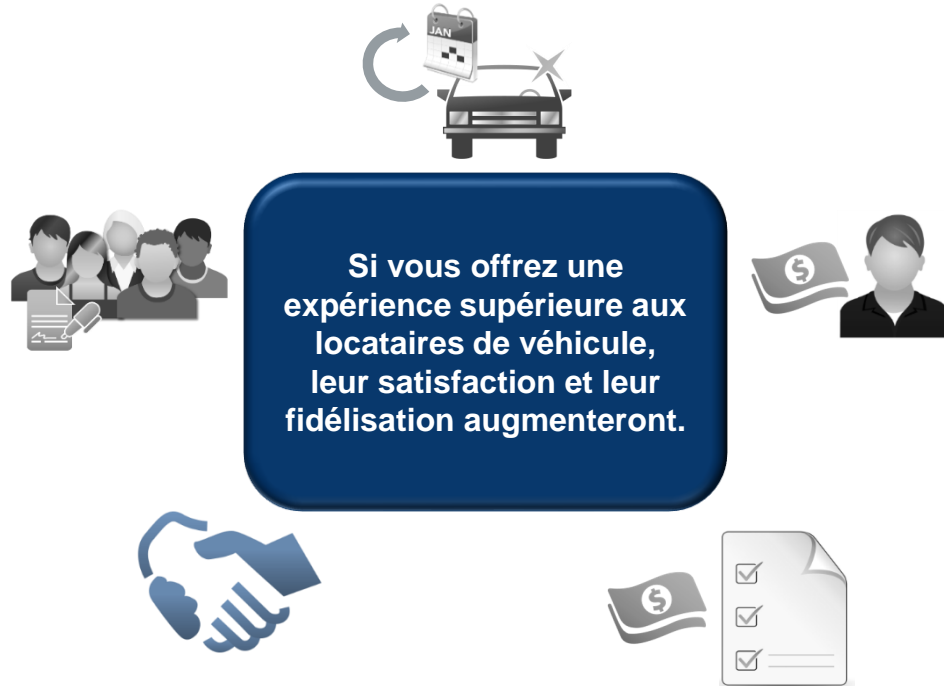 JAN
Si vous offrez une
expérience supérieure aux
locataires de véhicule,
leur satisfaction et leur
fidélisation augmenteront.
$
$